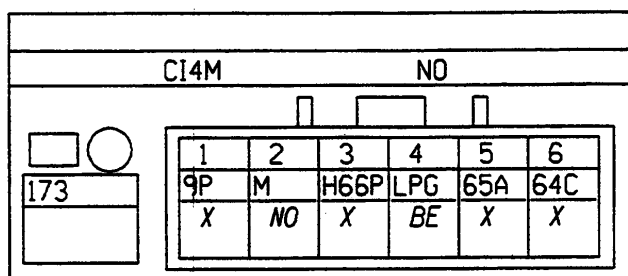 CI4M NO
1 2 3 4 5 6
173 9P M H66P LPG 65A 64C
X NO X BE X X